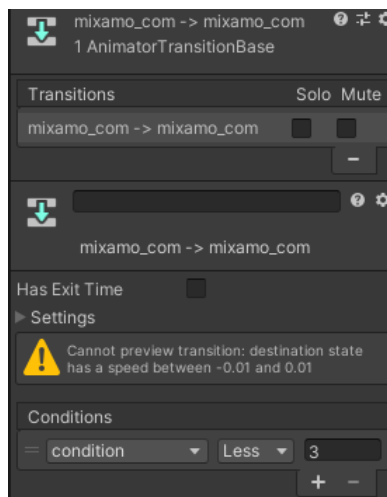 mixamo_com -> mixamo_com
1 AnimatorTransitionBase
Transitions Solo Mute
mixamo_com -> mixamo_com
mixamo_com -> mixamo_com
Has Exit Time
Settings
Cannot preview transition: destination state
has a speed between -0.01 and 0.01
Conditions
condition Less 3